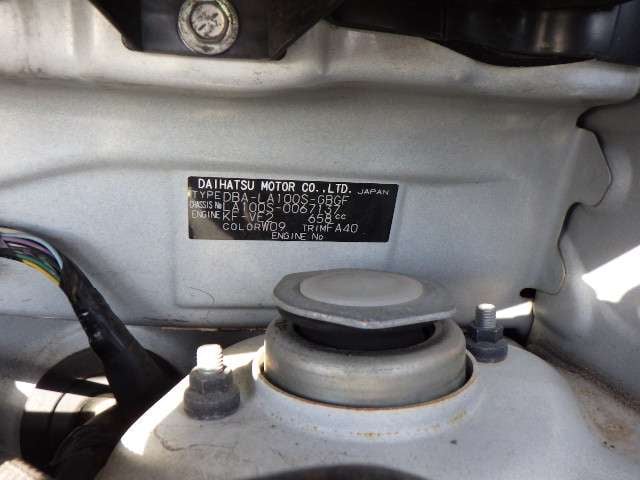 DAIHATSU MOTOR CO.,LTD. JAPAN
TYPE DBA-LA100S-GBGF
CHASSIS No LA100S-0067137
ENGINE KF-VE2 658cc
COLOR W09 TRIM FA40
ENGINE No